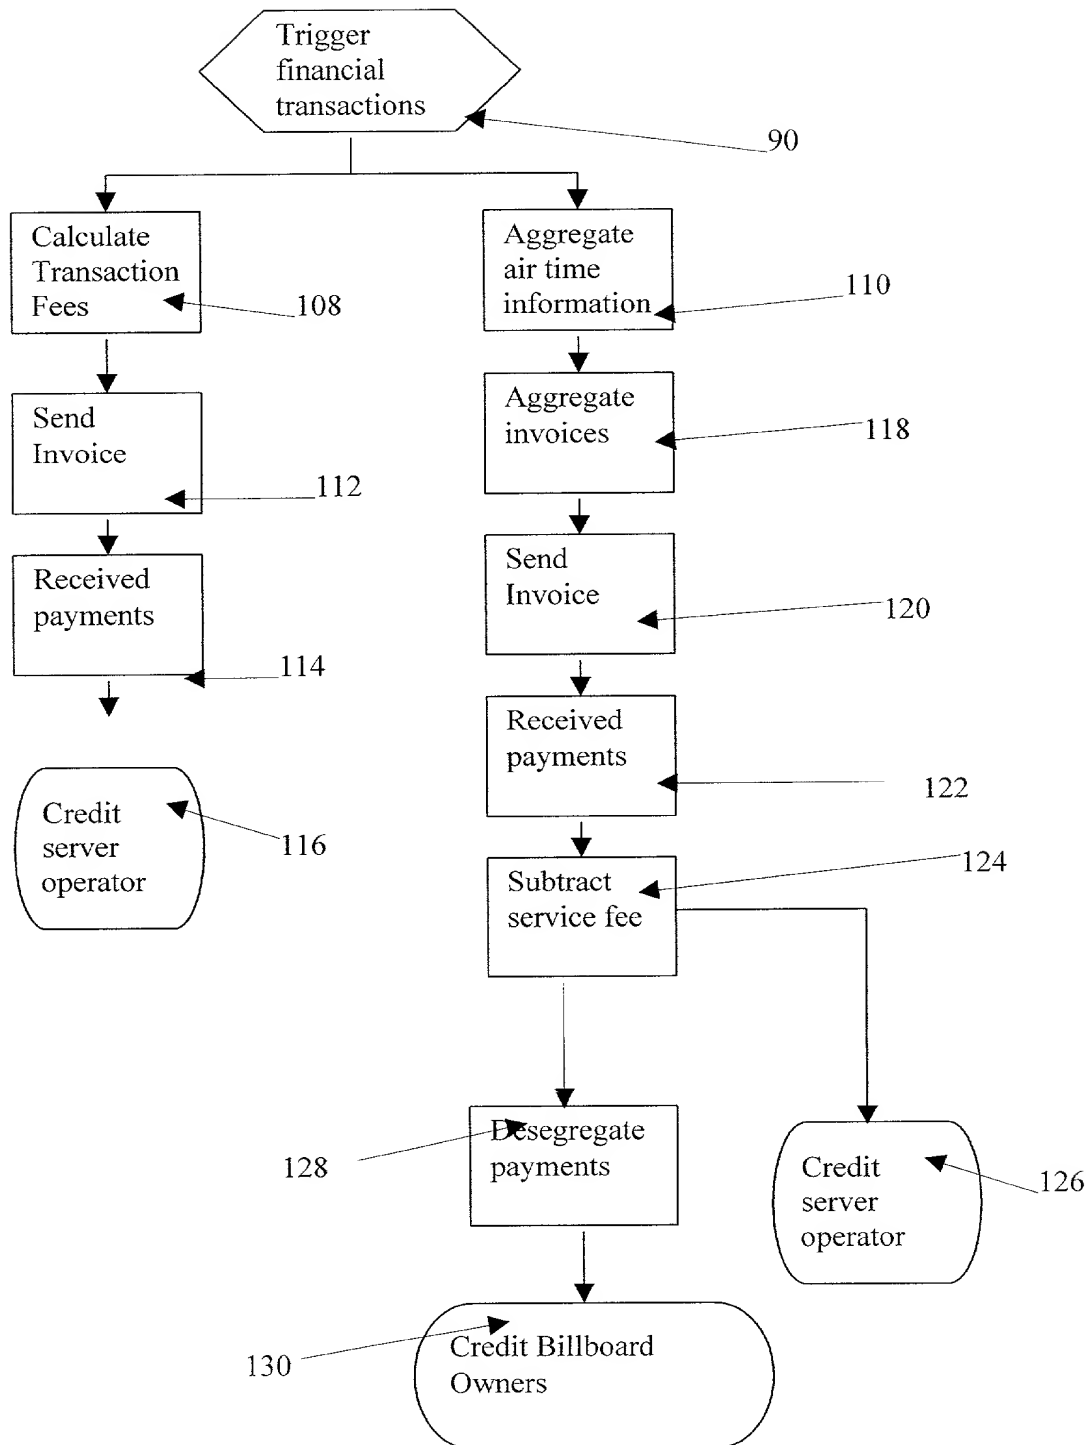 Trigger
financial
transactions
90
Calculate
Transaction
Fees
108
Aggregate
air time
information
110
Send
Invoice
112
Aggregate
invoices
118
Received
payments
114
Send
Invoice
120
Credit
server
operator
116
Received
payments
122
Subtract
service fee
124
Desegregate
payments
128
Credit
server
operator
126
Credit Billboard
Owners
130